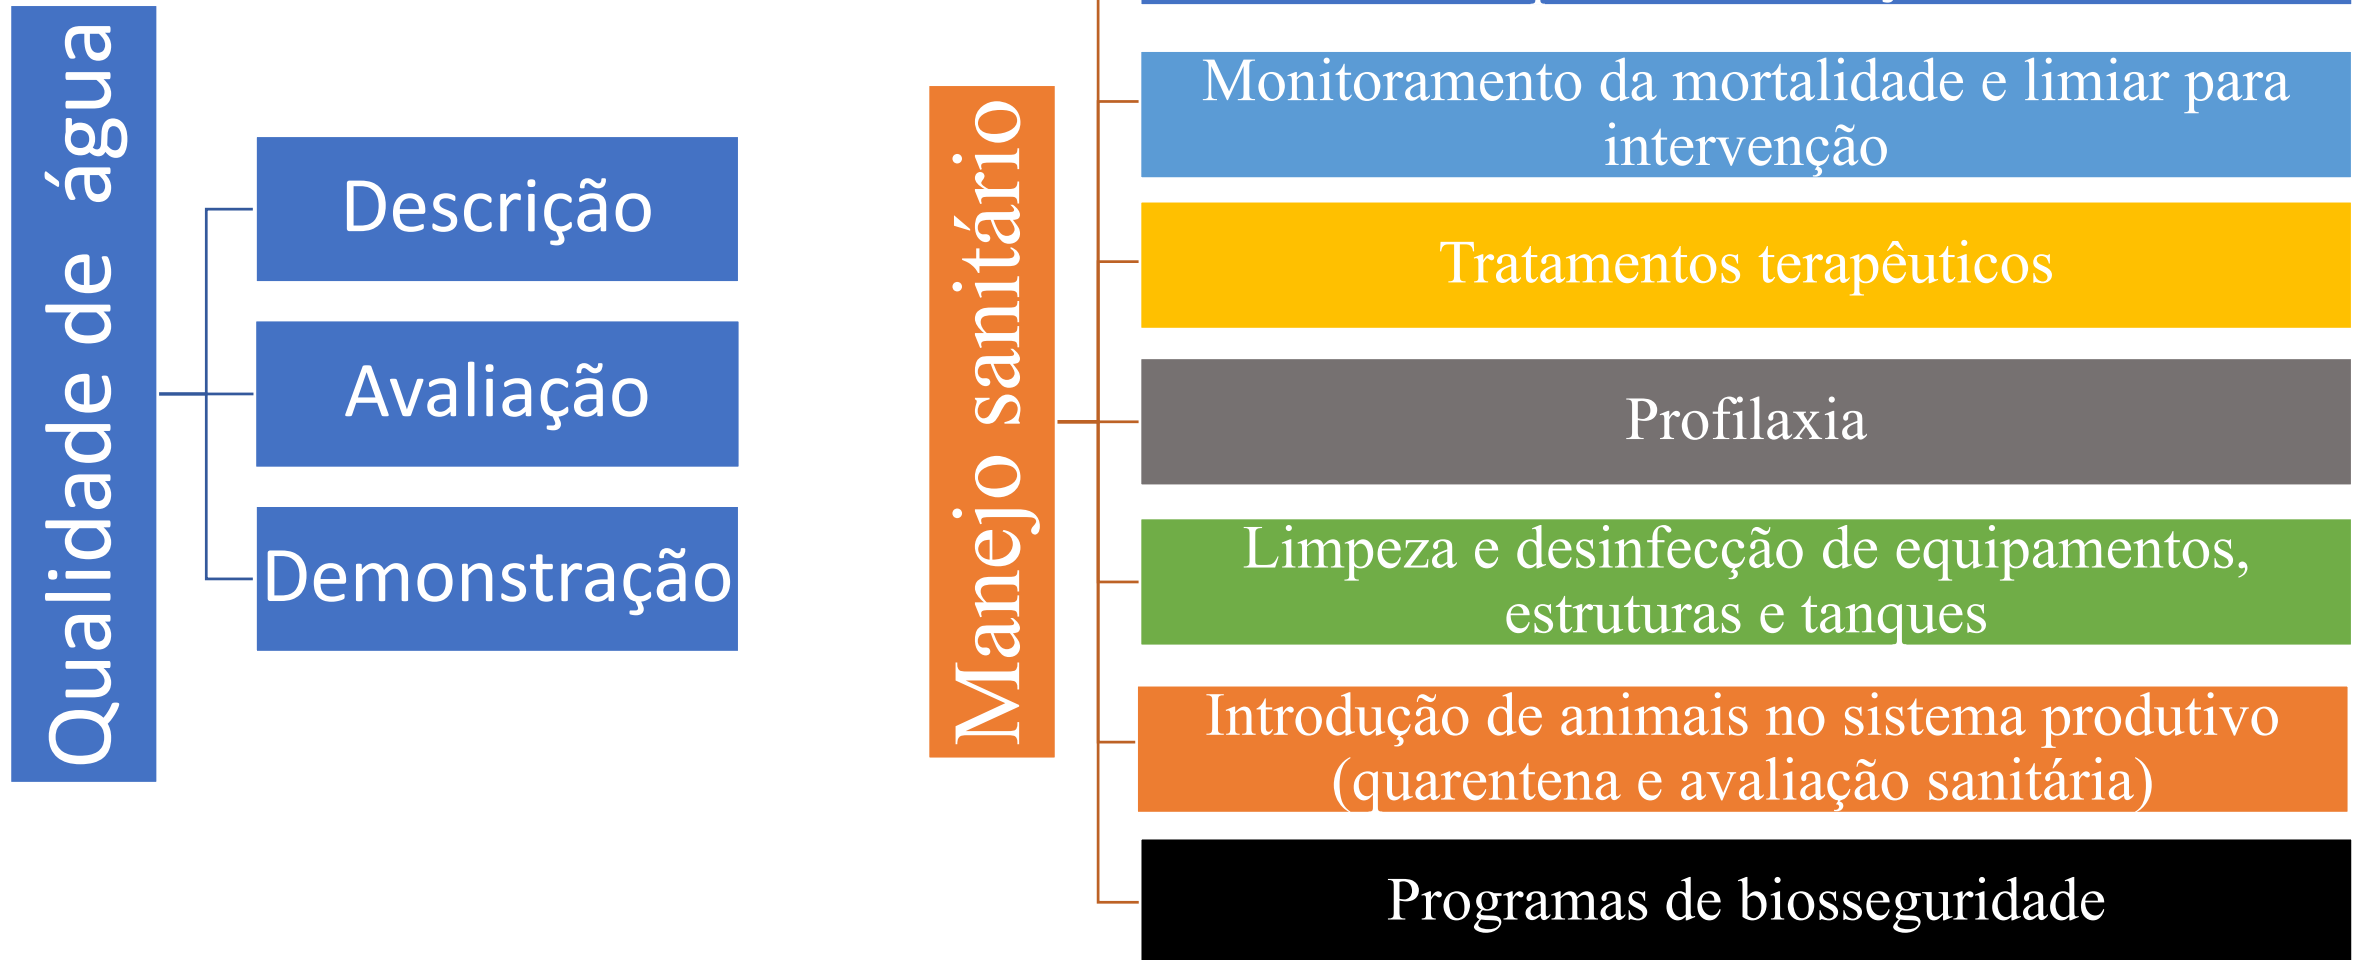 Qualidade de água
Descrição
Avaliação
Demonstração
Manejo sanitário
Monitoramento da mortalidade e limiar para
intervenção
Tratamentos terapêuticos
Profilaxia
Limpeza e desinfecção de equipamentos,
estruturas e tanques
Introdução de animais no sistema produtivo
(quarentena e avaliação sanitária)
Programas de biosseguridade